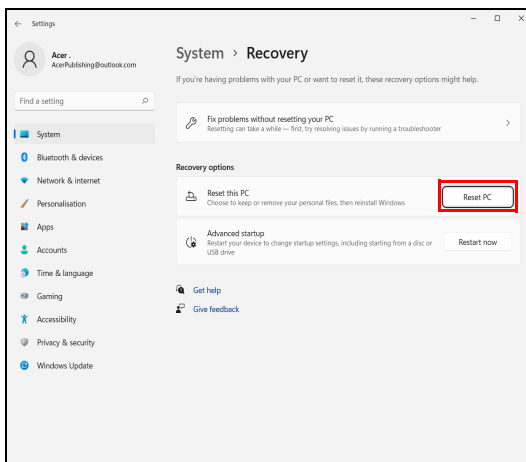 Settings
Acer .
AcerPublishing@outlook.com
Find a setting
System
Bluetooth & devices
Network & internet
Personalisation
Apps
Accounts
Time & language
Gaming
Accessibility
Privacy & security
Windows Update
System > Recovery
If you're having problems with your PC or want to reset it, these recovery options might help.
Fix problems without resetting your PC
Resetting can take a while — first, try resolving issues by running a troubleshooter
Recovery options
Reset this PC
Choose to keep or remove your personal files, then reinstall Windows
Reset PC
Advanced startup
Restart your device to change startup settings, including starting from a disc or
USB drive
Restart now
Get help
Give feedback